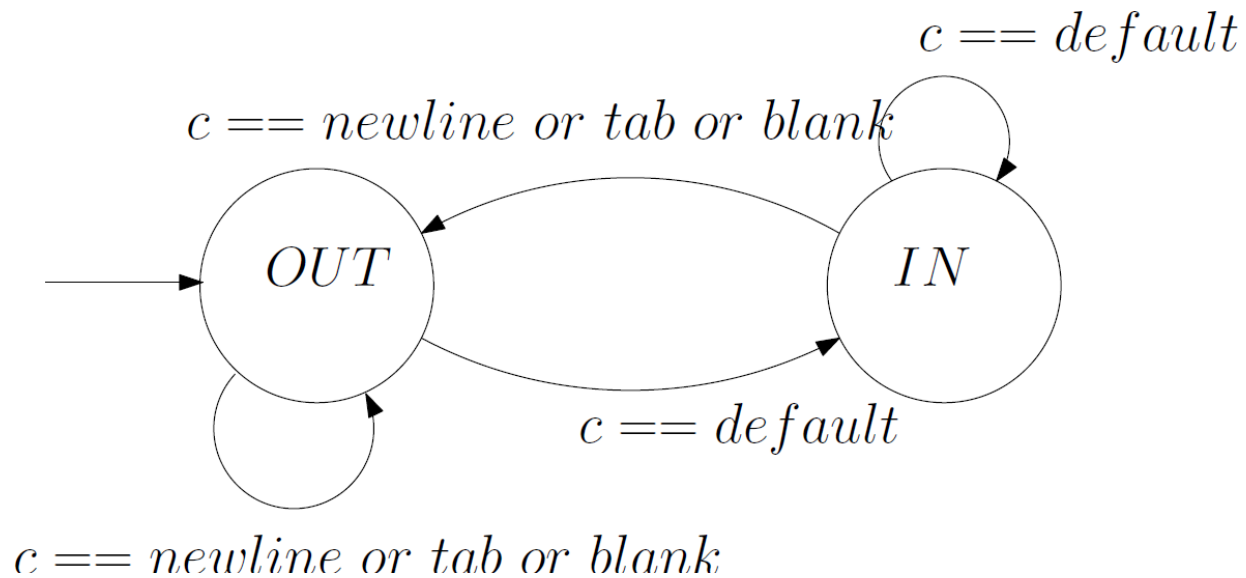 c == default
c == newline or tab or blank
OUT
IN
c == default
c == newline or tab or blank